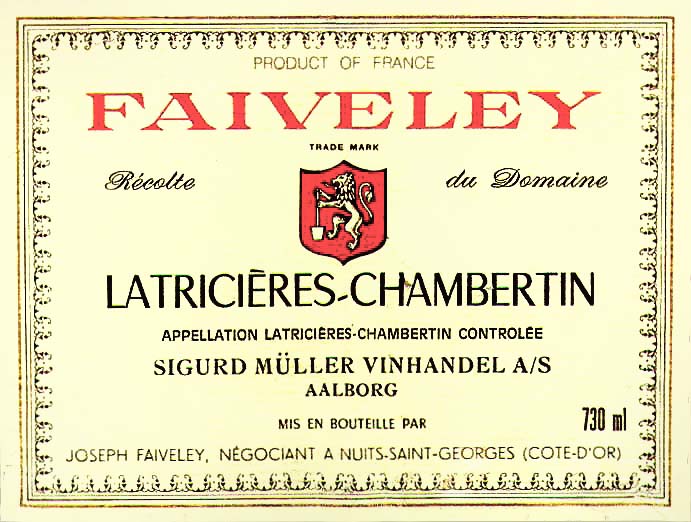 PRODUCT OF FRANCE
FAIVELEY
TRADE MARK
Récolte du Domaine
LATRICIÈRES-CHAMBERTIN
APPELLATION LATRICIÈRES-CHAMBERTIN CONTROLÉE
SIGURD MÜLLER VINHANDEL A/S
AALBORG
MIS EN BOUTEILLE PAR
730 ml
JOSEPH FAIVELEY, NÉGOCIANT A NUITS-SAINT-GEORGES (COTE-D'OR)